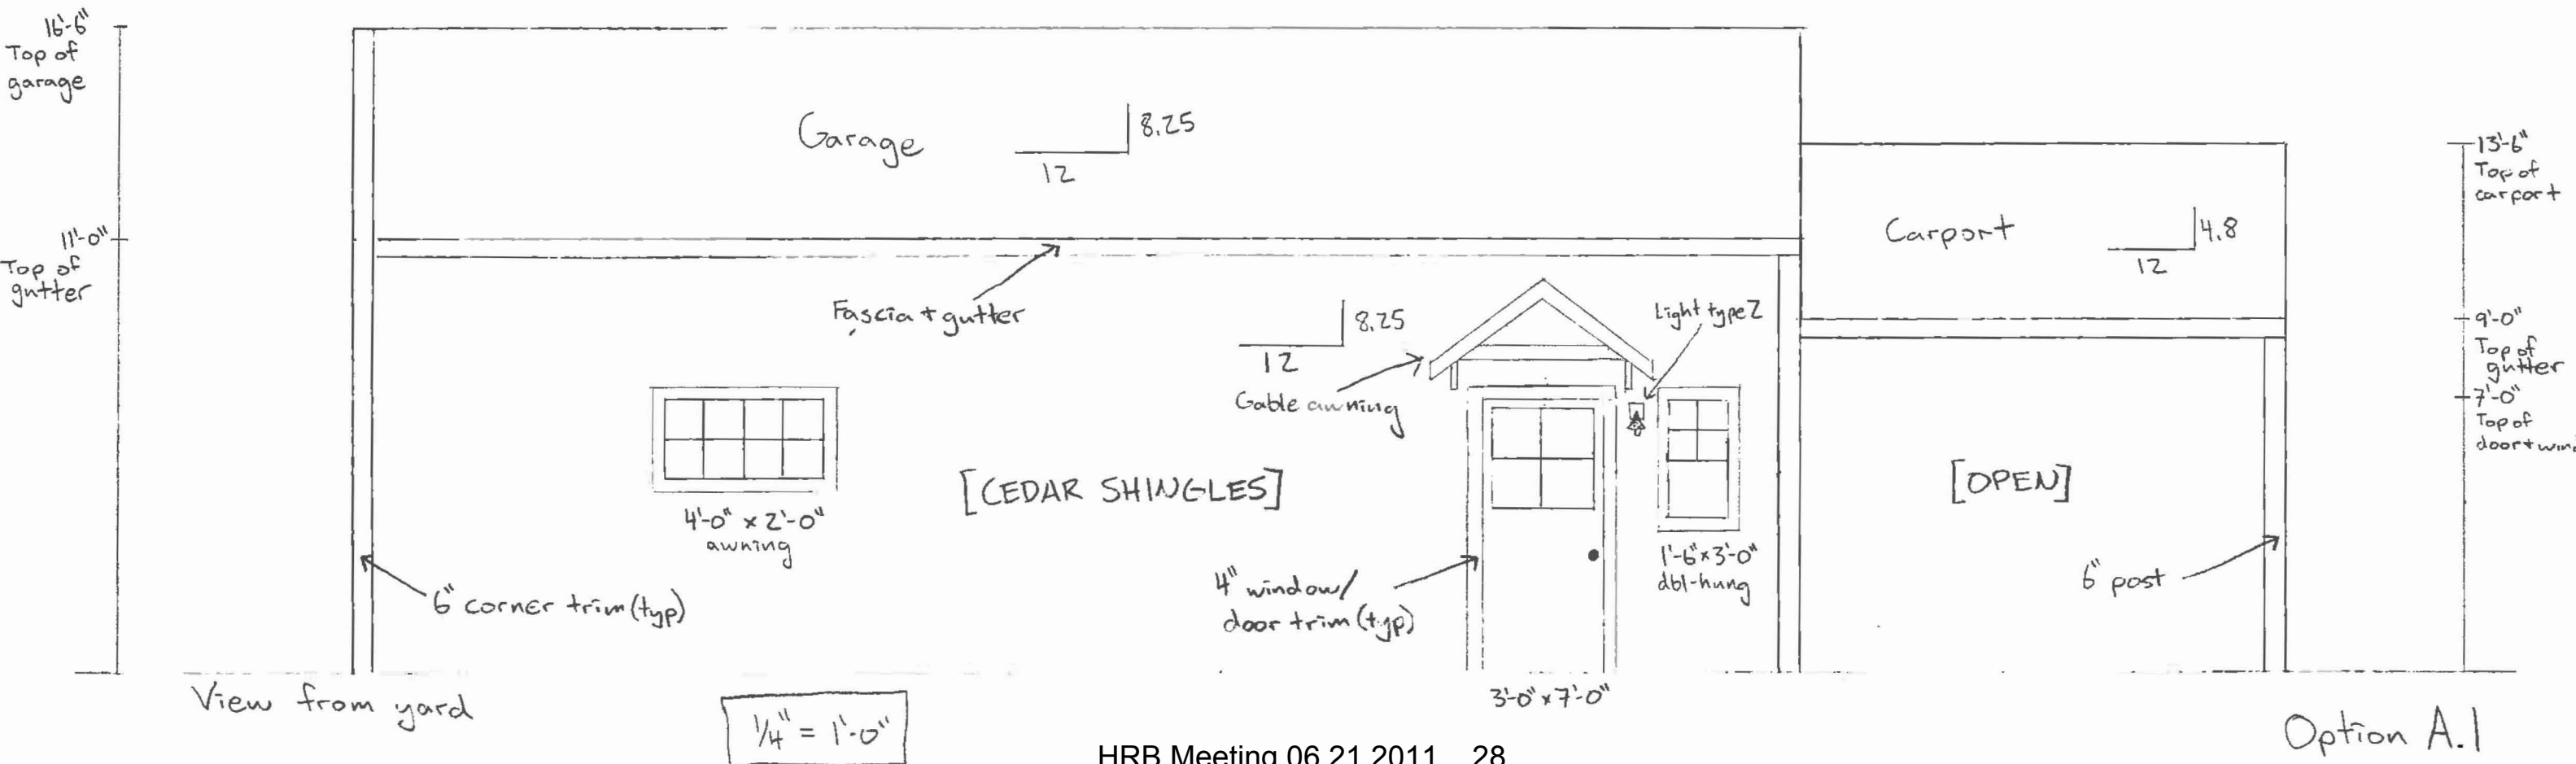 16'-6"
Top of
garage
11'-0"
Top of
gutter
Garage
8.25
12
Fascia + gutter
8.25
12
Gable awning
Light type 2
Carport
4.8
12
13'-6"
Top of
carport
9'-0"
Top of
gutter
7'-0"
Top of
door +
[CEDAR SHINGLES]
[OPEN]
4'-0" x 2'-0"
awning
6" corner trim (typ)
4" window/
door trim (typ)
1'-6" x 3'-0"
dbl-hung
6" post
3'-0" x 7'-0"
View from yard
1/4" = 1'-0"
HRB Meeting 06.21.2011 28
Option A.1